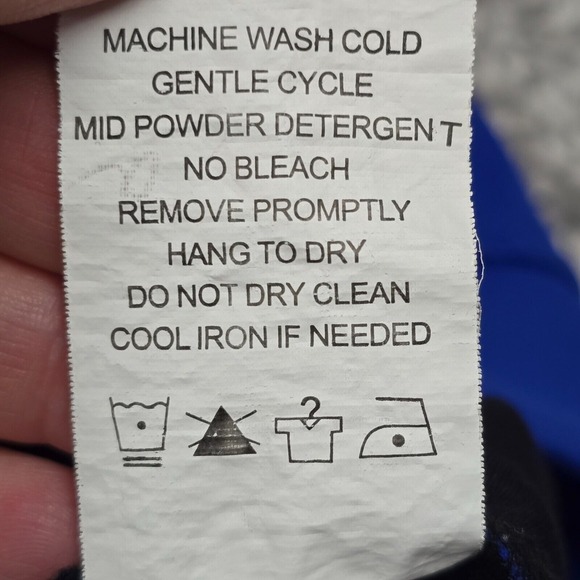 MACHINE WASH COLD
GENTLE CYCLE
MID POWDER DETERGENT
NO BLEACH
REMOVE PROMPTLY
HANG TO DRY
DO NOT DRY CLEAN
COOL IRON IF NEEDED